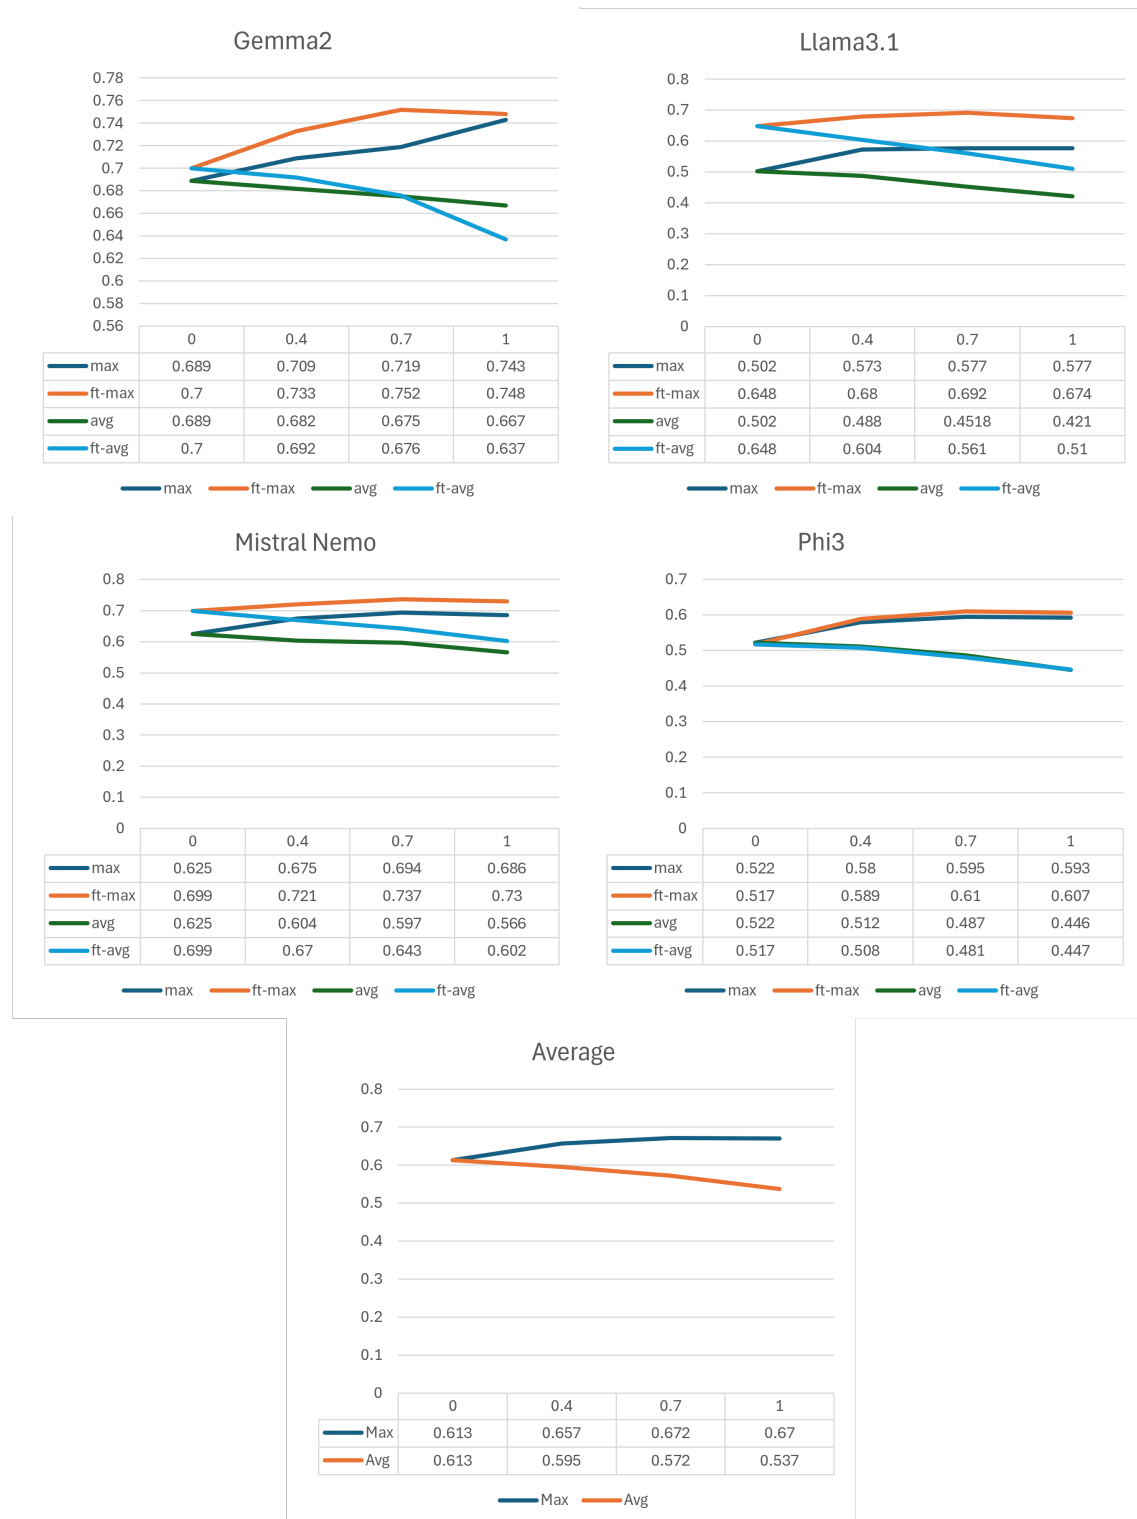 Gemma2
0.78
0.76
0.74
0.72
0.7
0.68
0.66
0.64
0.62
0.6
0.58
0.56
0 0.4 0.7 1
max 0.689 0.709 0.719 0.743
ft-max 0.7 0.733 0.752 0.748
avg 0.689 0.682 0.675 0.667
ft-avg 0.7 0.692 0.676 0.637
max ft-max avg ft-avg
Llama3.1
0.8
0.7
0.6
0.5
0.4
0.3
0.2
0.1
0
0 0.4 0.7 1
max 0.502 0.573 0.577 0.577
ft-max 0.648 0.68 0.692 0.674
avg 0.502 0.488 0.4518 0.421
ft-avg 0.648 0.604 0.561 0.51
max ft-max avg ft-avg
Mistral Nemo
0.8
0.7
0.6
0.5
0.4
0.3
0.2
0.1
0
0 0.4 0.7 1
max 0.625 0.675 0.694 0.686
ft-max 0.699 0.721 0.737 0.73
avg 0.625 0.604 0.597 0.566
ft-avg 0.699 0.67 0.643 0.602
max ft-max avg ft-avg
Phi3
0.7
0.6
0.5
0.4
0.3
0.2
0.1
0
0 0.4 0.7 1
max 0.522 0.58 0.595 0.593
ft-max 0.517 0.589 0.61 0.607
avg 0.522 0.512 0.487 0.446
ft-avg 0.517 0.508 0.481 0.447
max ft-max avg ft-avg
Average
0.8
0.7
0.6
0.5
0.4
0.3
0.2
0.1
0
0 0.4 0.7 1
Max 0.613 0.657 0.672 0.67
Avg 0.613 0.595 0.572 0.537
Max Avg